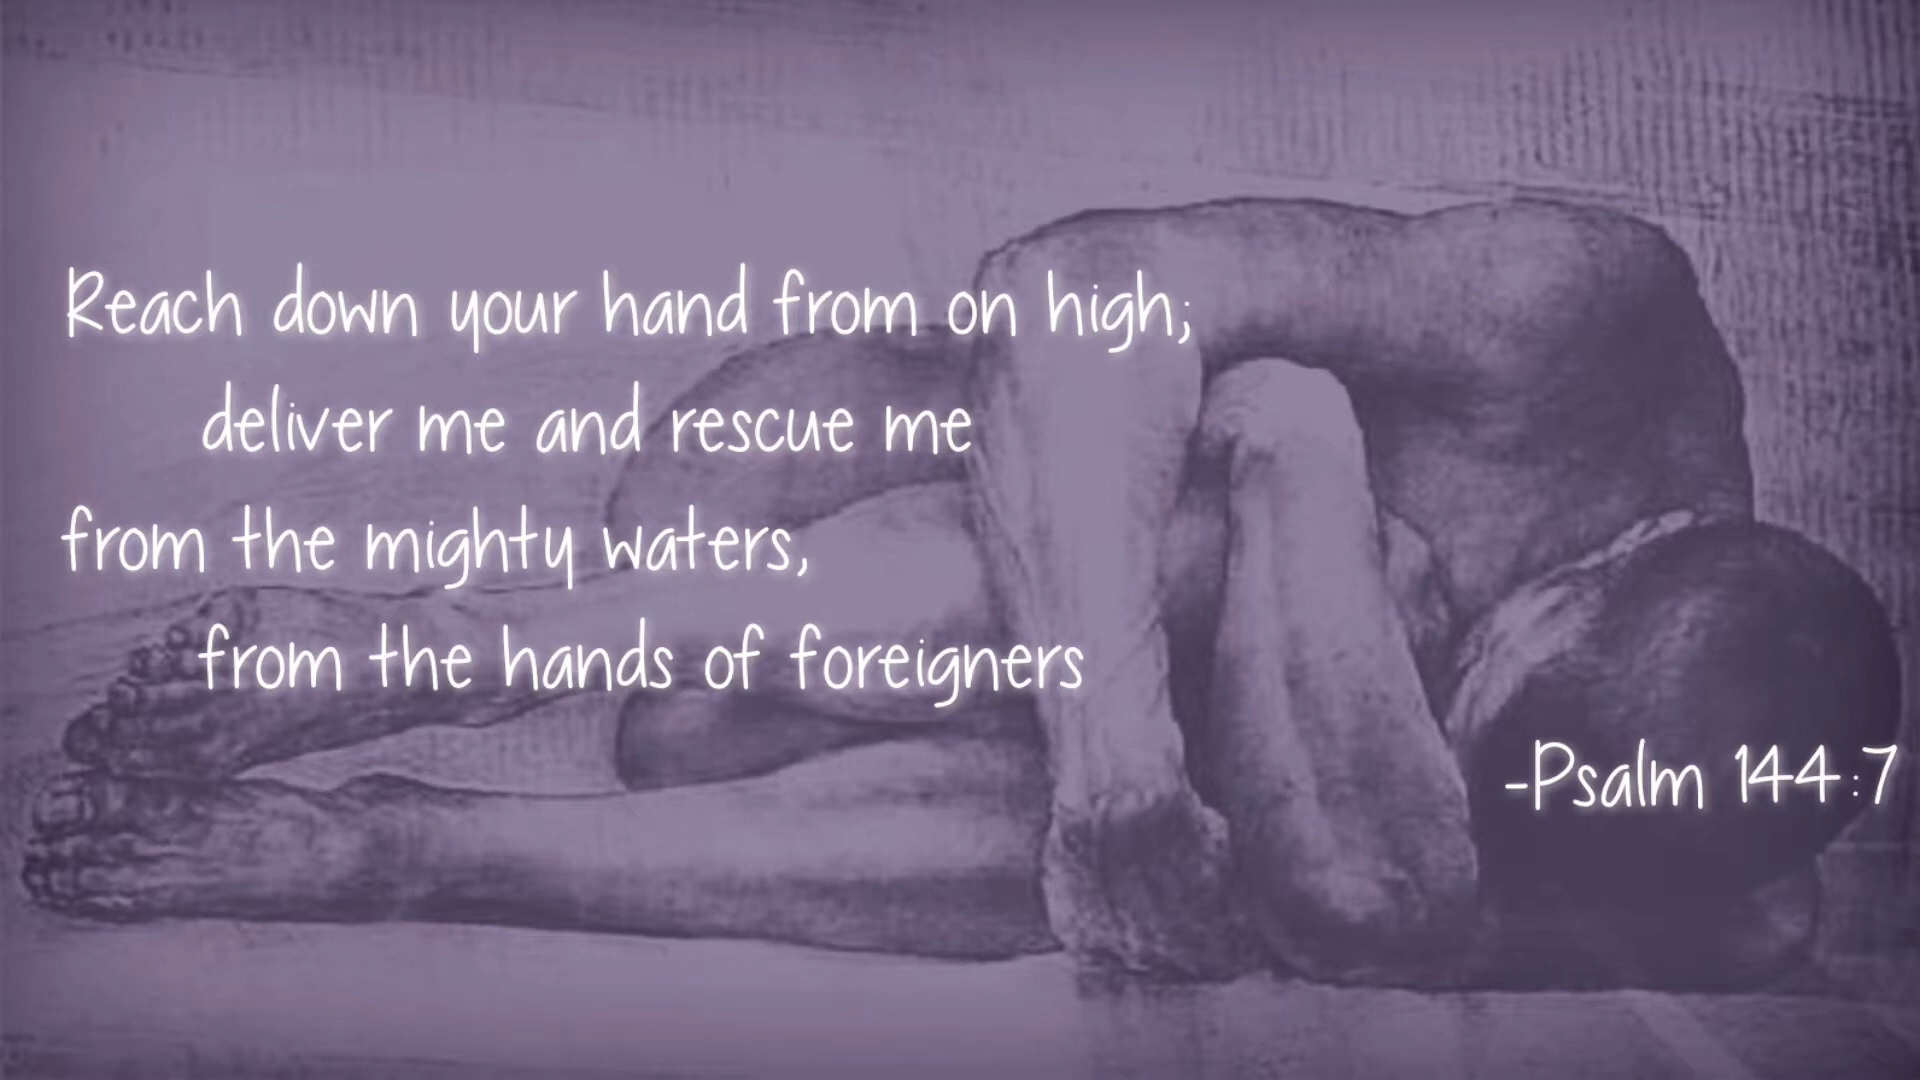 Reach down your hand from on high;
deliver me and rescue me
from the mighty waters,
from the hands of foreigners
-Psalm 144:7